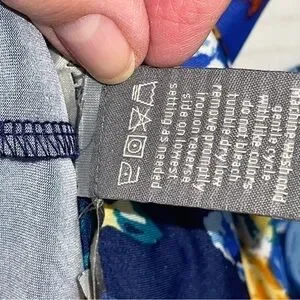 machine wash
gentle cycle
with like colors
do not bleach
tumble dry low
remove promptly
iron on reverse
side on lowest
setting as needed